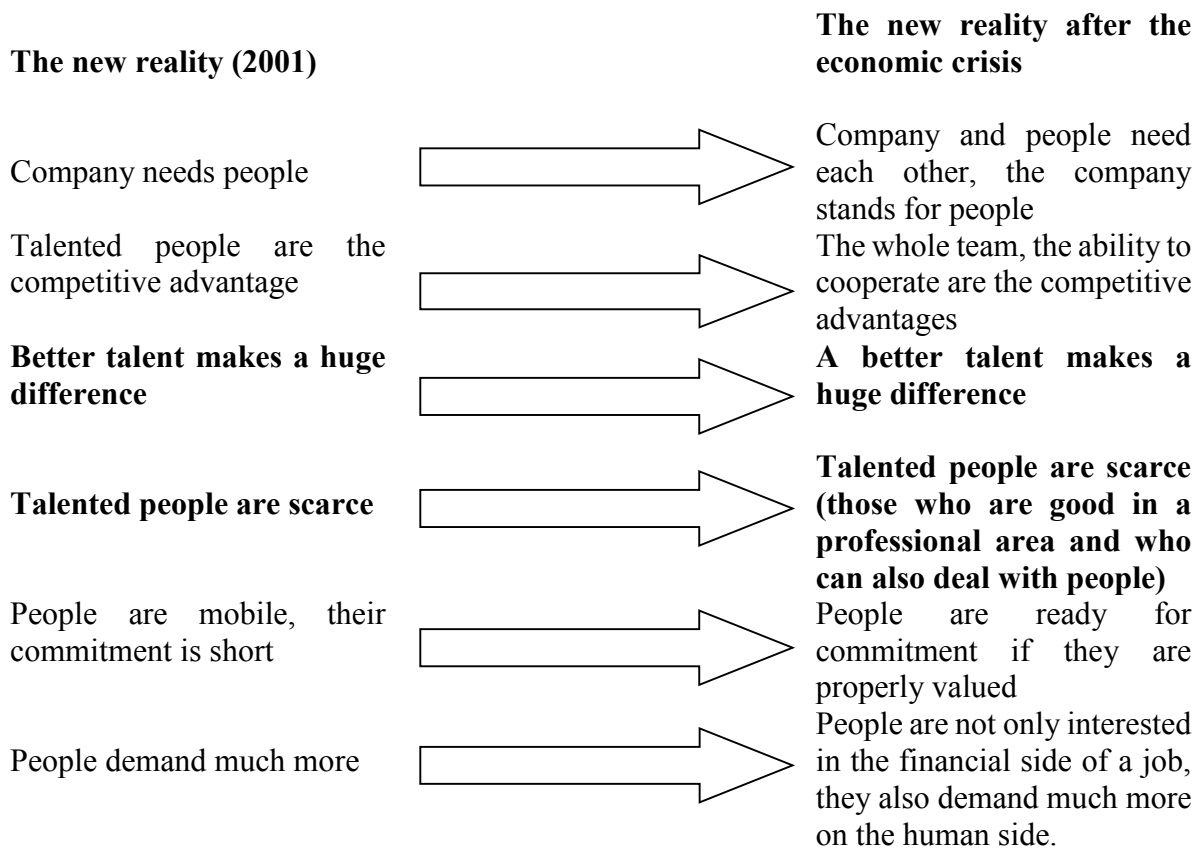 The new reality (2001)
The new reality after the
economic crisis
Company needs people
Company and people need
each other, the company
stands for people
Talented people are the
competitive advantage
The whole team, the ability to
cooperate are the competitive
advantages
Better talent makes a huge
difference
A better talent makes a
huge difference
Talented people are scarce
Talented people are scarce
(those who are good in a
professional area and who
can also deal with people)
People are mobile, their
commitment is short
People are ready for
commitment if they are
properly valued
People demand much more
People are not only interested
in the financial side of a job,
they also demand much more
on the human side.